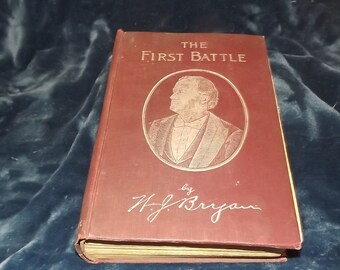 THE
FIRST BATTLE
by
W. J. Bryan